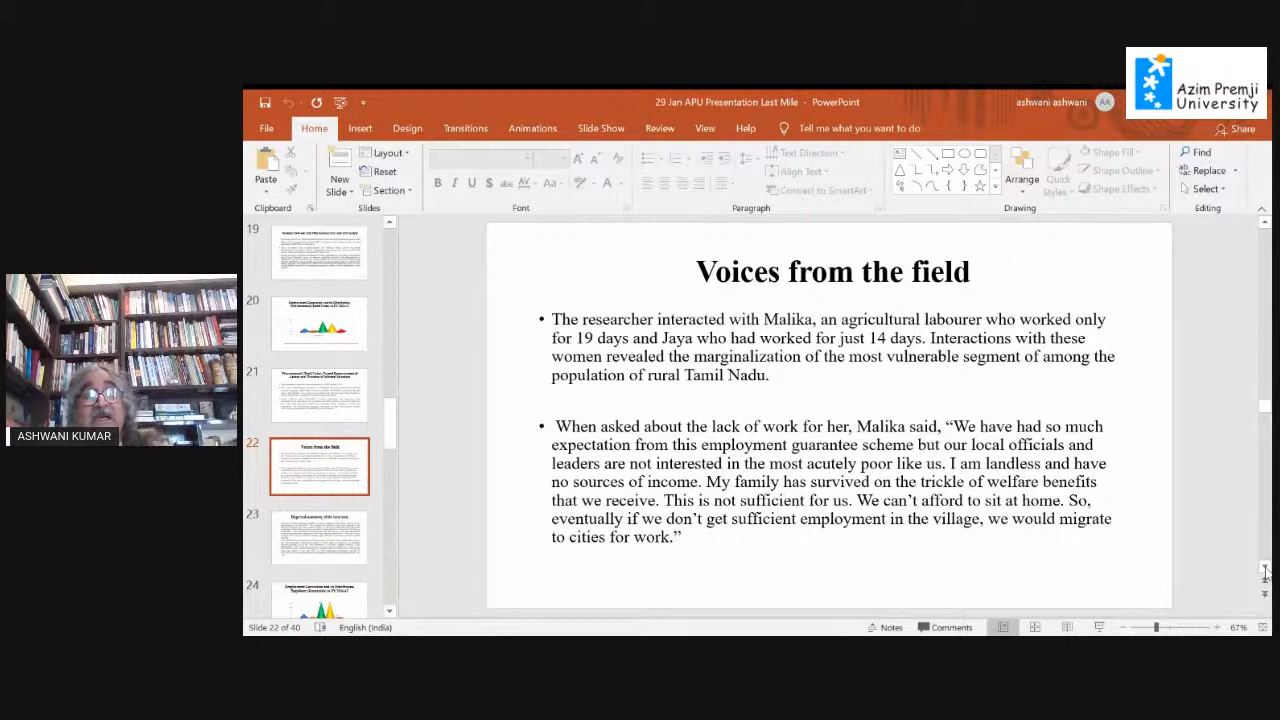 Azim Premji
University
29 Jan APU Presentation Last Mile - PowerPoint
ashwani ashwani
AA
File
Home
Insert
Design
Transitions
Animations
Slide Show
Review
View
Help
Tell me what you want to do
Share
Paste
New
Slide
Layout
Reset
Section
Text Direction
Align Text
Convert to SmartArt
Arrange
Quick
Styles
Shape Fill
Shape Outline
Shape Effects
Find
Replace
Select
Clipboard
Slides
Font
Paragraph
Drawing
Editing
19
20
21
22
Voices from the field
23
24
Voices from the field
• The researcher interacted with Malika, an agricultural labourer who worked only
for 19 days and Jaya who had worked for just 14 days. Interactions with these
women revealed the marginalization of the most vulnerable segment of among the
population of rural Tamil Nadu.
• When asked about the lack of work for her, Malika said, “We have had so much
expectation from this employment guarantee scheme but our local officials and
leaders are not interested in helping acutely poor like us. I am landless and have
no sources of income. My family has survived on the trickle of welfare benefits
that we receive. This is not sufficient for us. We can’t afford to sit at home. So,
eventually if we don’t get sufficient employment in the village, we would migrate
to cities for work.”
ASHWANI KUMAR
Slide 22 of 40
English (India)
Notes
Comments
67%